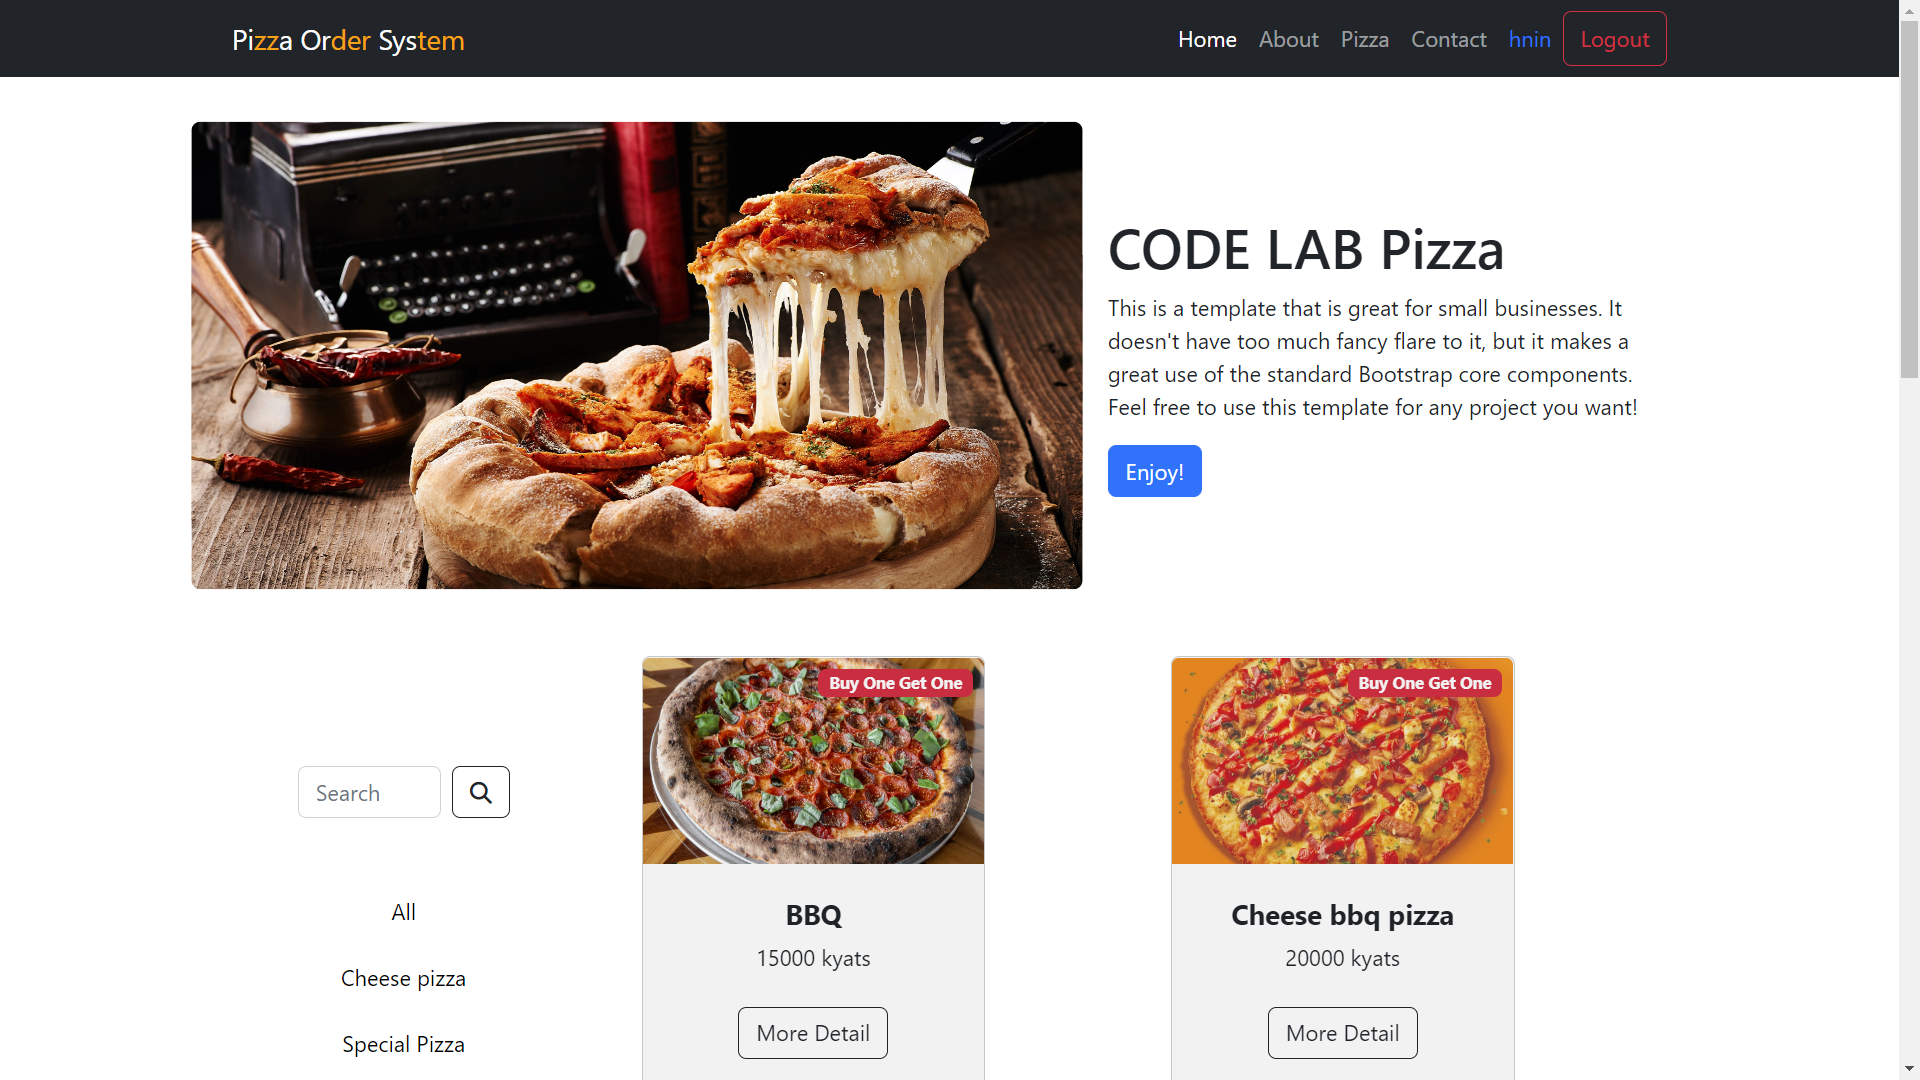 Pizza Order System
Home About Pizza Contact hnin Logout
CODE LAB Pizza
This is a template that is great for small businesses. It
doesn't have too much fancy flare to it, but it makes a
great use of the standard Bootstrap core components.
Feel free to use this template for any project you want!
Enjoy!
Search
All
Cheese pizza
Special Pizza
Buy One Get One
BBQ
15000 kyats
More Detail
Buy One Get One
Cheese bbq pizza
20000 kyats
More Detail